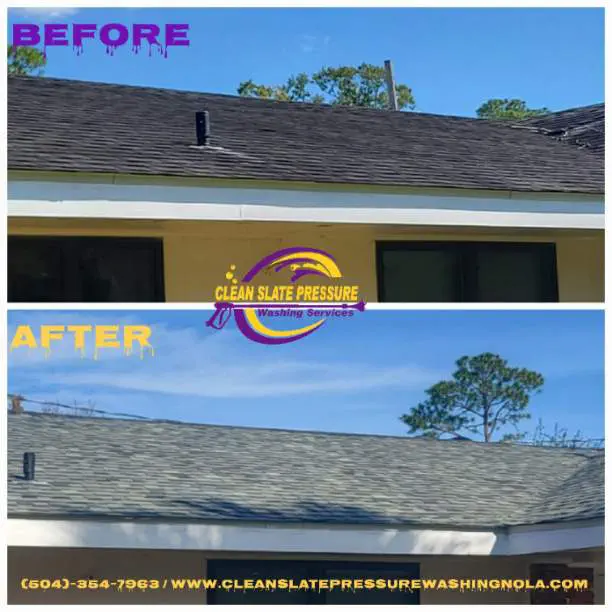 BEFORE
CLEAN SLATE PRESSURE
Washing Services
AFTER
(504)-354-7963 / WWW.CLEANSLATEPRESSUREWASHINGNOLA.COM